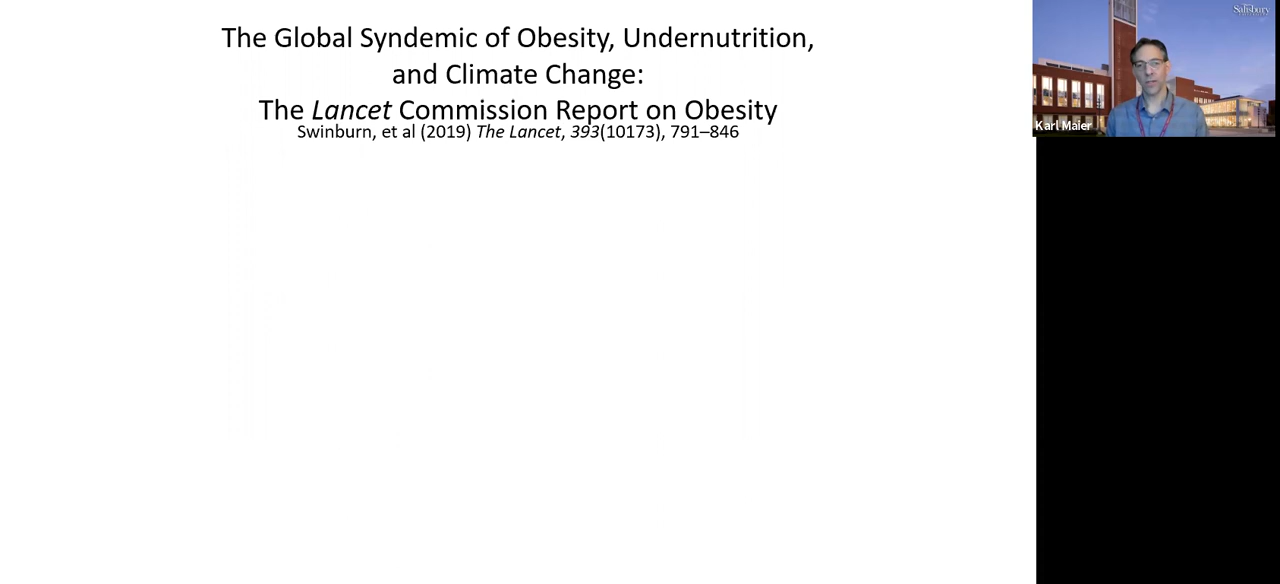 The Global Syndemic of Obesity, Undernutrition,
and Climate Change:
The Lancet Commission Report on Obesity
Swinburn, et al (2019) The Lancet, 393(10173), 791–846
Salisbury
Karl Maier